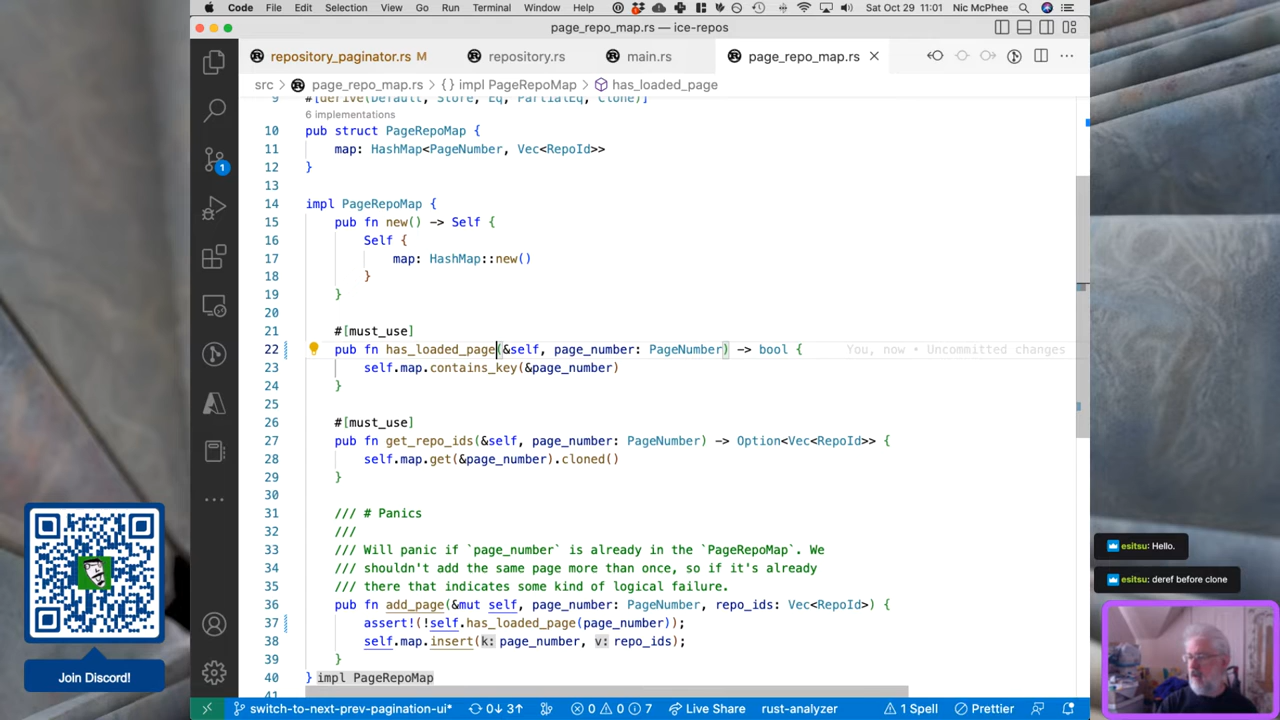 Code File Edit Selection View Go Run Terminal Window Help Sat Oct 29 11:01 Nic McPhee
page_repo_map.rs — ice-repos
repository_paginator.rs M repository.rs main.rs page_repo_map.rs
src > page_repo_map.rs > {} impl PageRepoMap > has_loaded_page
9 #[derive(Default, Store, Eq, PartialEq, Clone)]
6 implementations
10 pub struct PageRepoMap {
11 map: HashMap<PageNumber, Vec<RepoId>>
12 }
13
14 impl PageRepoMap {
15 pub fn new() -> Self {
16 Self {
17 map: HashMap::new()
18 }
19 }
20
21 #[must_use]
22 pub fn has_loaded_page(&self, page_number: PageNumber) -> bool { You, now • Uncommitted changes
23 self.map.contains_key(&page_number)
24 }
25
26 #[must_use]
27 pub fn get_repo_ids(&self, page_number: PageNumber) -> Option<Vec<RepoId>> {
28 self.map.get(&page_number).cloned()
29 }
30
31 /// # Panics
32 ///
33 /// Will panic if `page_number` is already in the `PageRepoMap`. We
34 /// shouldn't add the same page more than once, so if it's already
35 /// there that indicates some kind of logical failure.
36 pub fn add_page(&mut self, page_number: PageNumber, repo_ids: Vec<RepoId>) {
37 assert!(!self.has_loaded_page(page_number));
38 self.map.insert(k: page_number, v: repo_ids);
39 }
40 } impl PageRepoMap
41
1
Join Discord!
esitsu: Hello.
esitsu: deref before clone
switch-to-next-prev-pagination-ui* 0↓ 3↑ 0 0 7 Live Share rust-analyzer 1 Spell Prettier